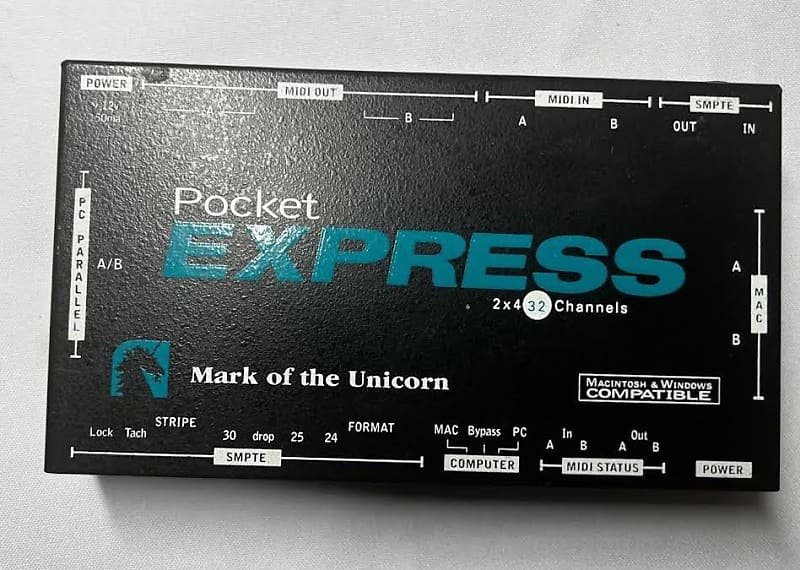 POWER
MIDI OUT
MIDI IN
SMPTE
12v
B
A B
OUT IN
PC PARALLEL
A/B
Pocket
EXPRESS
2x4 32 Channels
A
MAC
B
Mark of the Unicorn
MACINTOSH & WINDOWS
COMPATIBLE
Lock Tach STRIPE 30 drop 25 24 FORMAT
SMPTE
MAC Bypass PC
COMPUTER
In Out
A B A B
MIDI STATUS
POWER